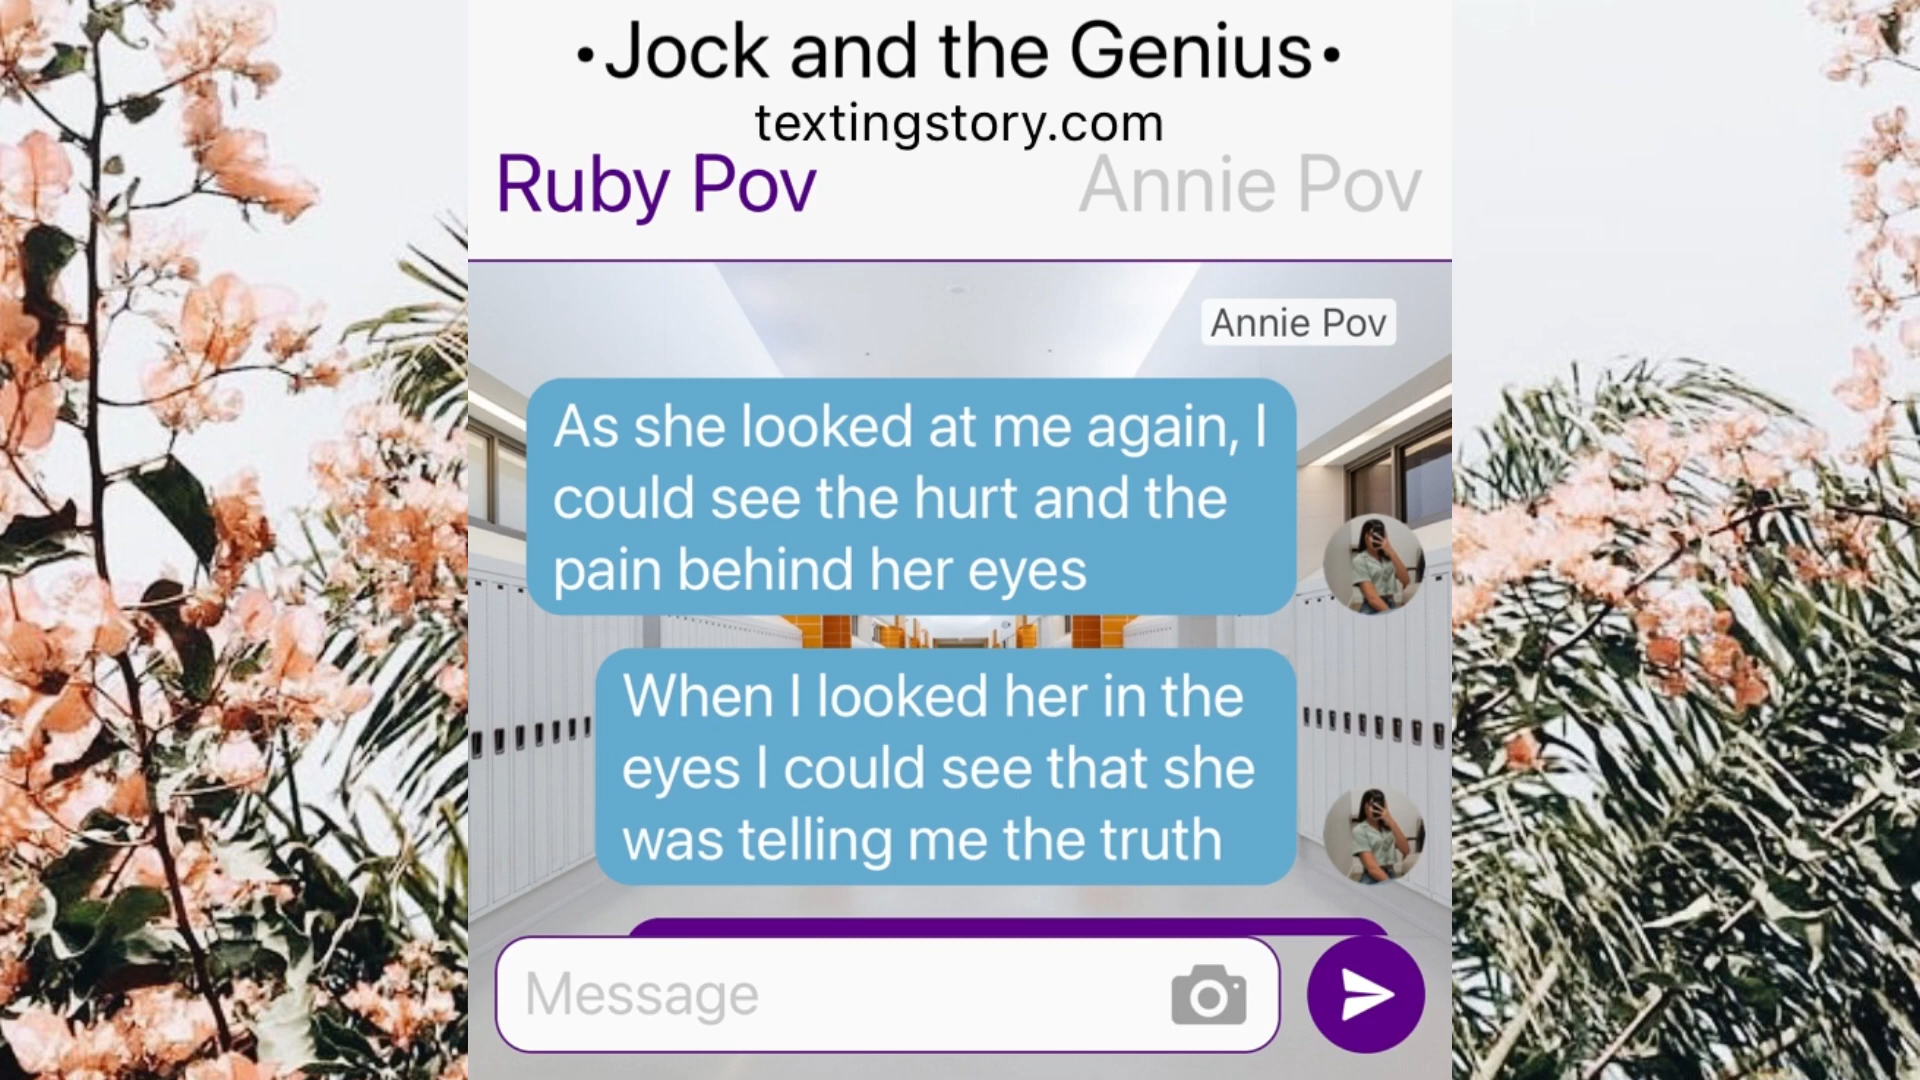 •Jock and the Genius•
textingstory.com
Ruby Pov
Annie Pov
Annie Pov
As she looked at me again, I
could see the hurt and the
pain behind her eyes
When I looked her in the
eyes I could see that she
was telling me the truth
Message